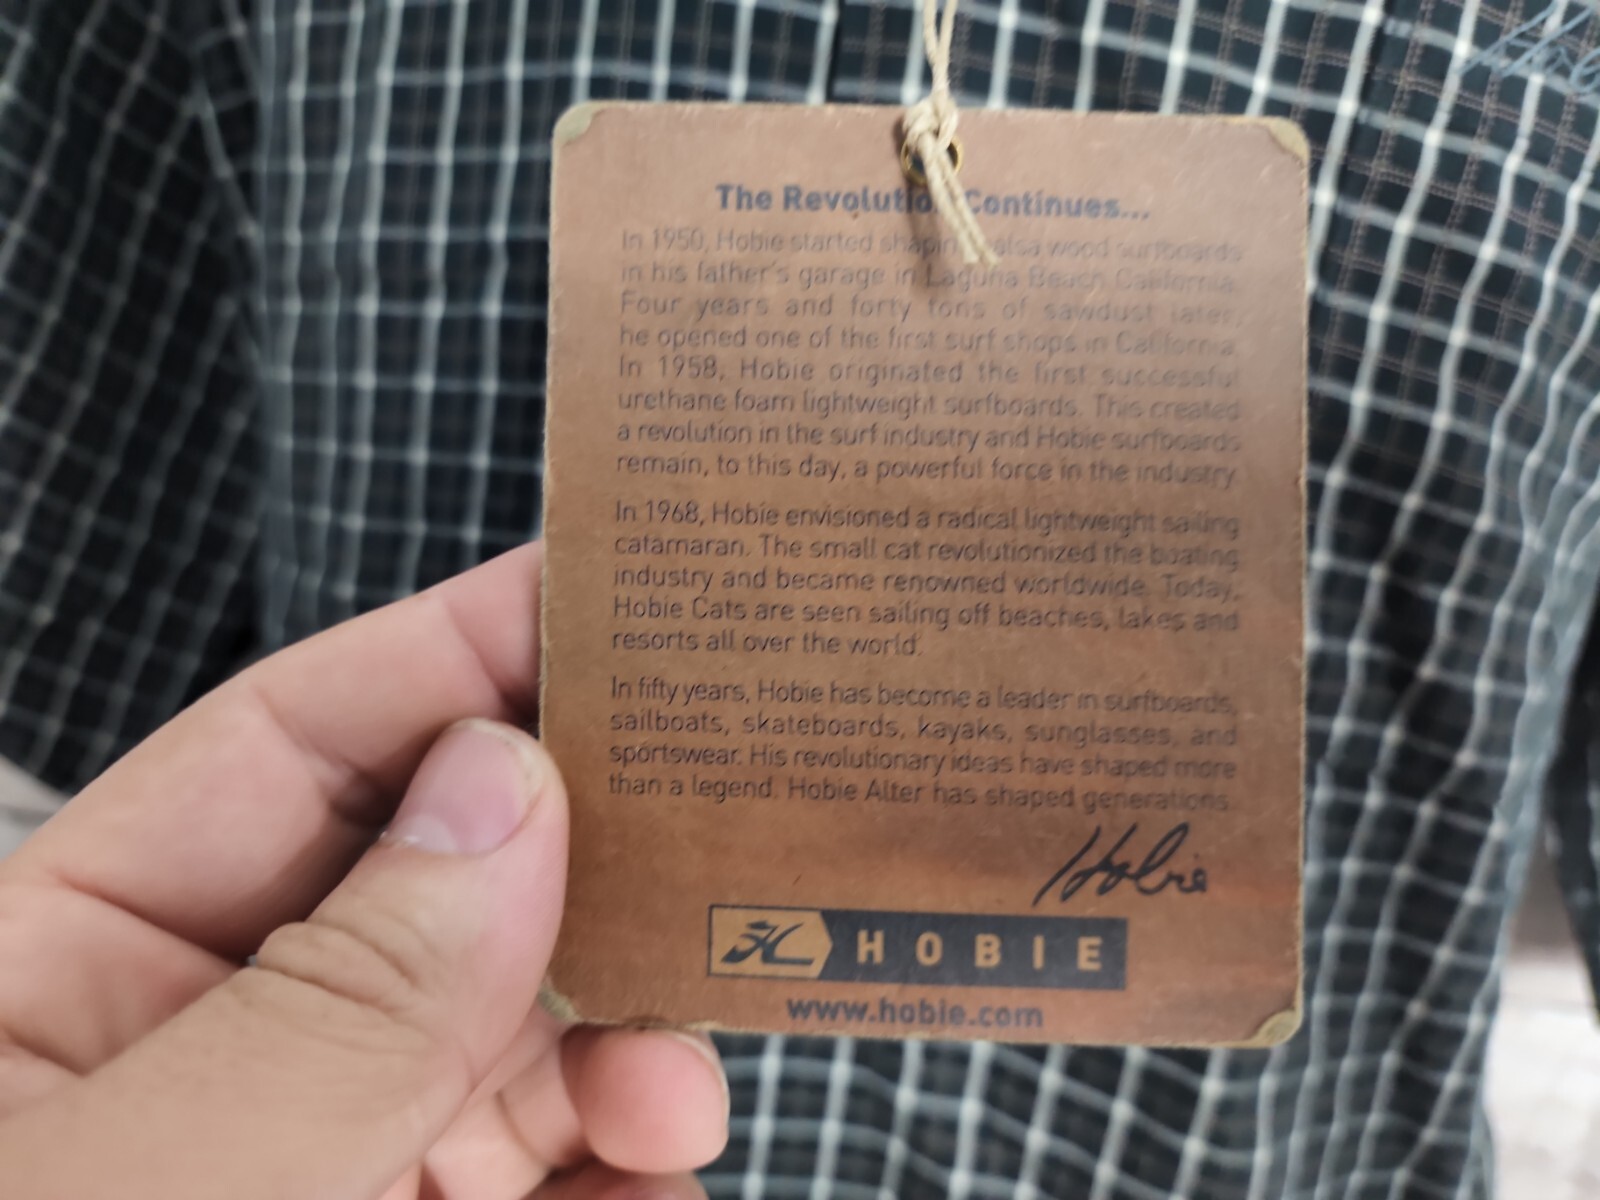 The Revolutio Continues...
In 1950, Hobie started shapin alsa wood surfboards
in his father's garage in Laguna Beach California.
Four years and forty tons of sawdust later,
he opened one of the first surf shops in California.
In 1958, Hobie originated the first successful
urethane foam lightweight surfboards. This created
a revolution in the surf industry and Hobie surfboards
remain, to this day, a powerful force in the industry.
In 1968, Hobie envisioned a radical lightweight sailing
catamaran. The small cat revolutionized the boating
industry and became renowned worldwide. Today,
Hobie Cats are seen sailing off beaches, lakes and
resorts all over the world.
In fifty years, Hobie has become a leader in surfboards,
sailboats, skateboards, kayaks, sunglasses, and
sportswear. His revolutionary ideas have shaped more
than a legend. Hobie Alter has shaped generations.
Hobie
HOBIE
www.hobie.com